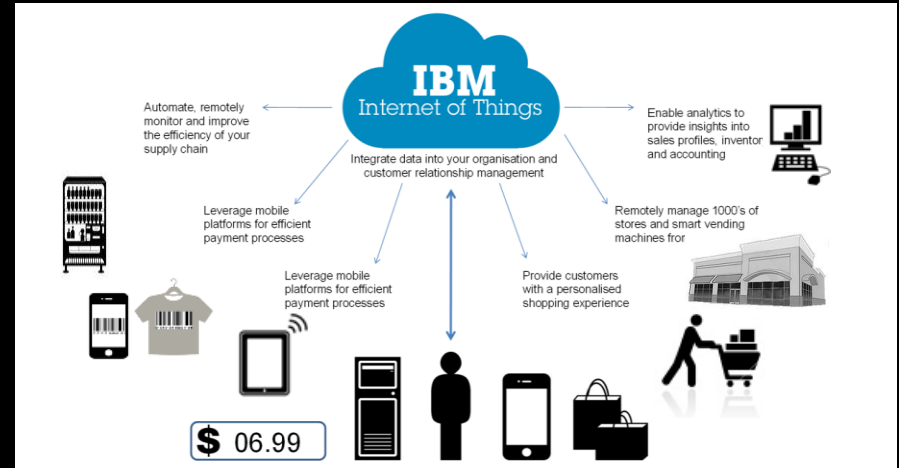 IBM
Internet of Things
Integrate data into your organisation and
customer relationship management
Automate, remotely
monitor and improve
the efficiency of your
supply chain
Enable analytics to
provide insights into
sales profiles, inventor
and accounting
Leverage mobile
platforms for efficient
payment processes
Remotely manage 1000's of
stores and smart vending
machines fror
Leverage mobile
platforms for efficient
payment processes
Provide customers
with a personalised
shopping experience
$ 06.99